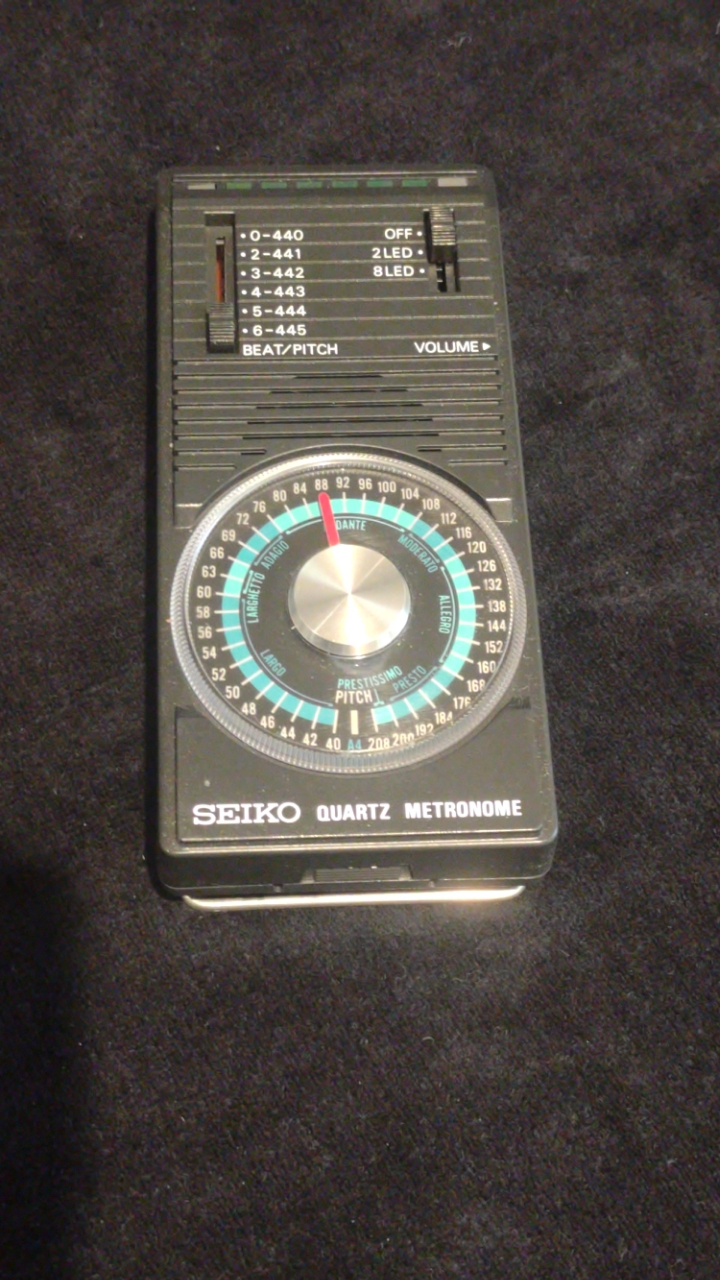 •0-440
•2-441
•3-442
•4-443
•5-444
•6-445
BEAT/PITCH
OFF•
2LED•
8LED•
VOLUME
40 42 44 46 48 50 52 54 56 58 60 63 66 69 72 76 80 84 88 92 96 100 104 108 112 116 120 126 132 138 144 152 160 168 176 184 192 200 208 A4
LARGO
LARGHETTO
ADAGIO
DANTE
MODERATO
ALLEGRO
PRESTO
PRESTISSIMO
PITCH
SEIKO QUARTZ METRONOME